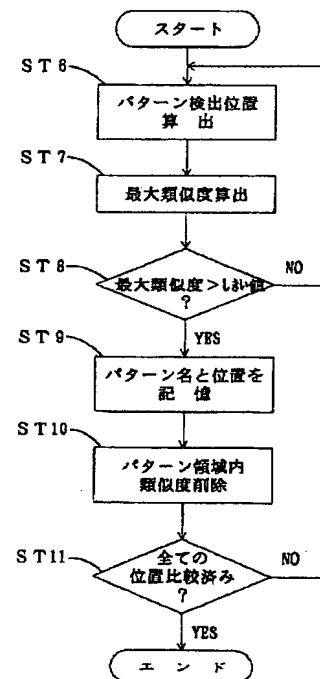 スタート
ST6
パターン検出位置
算出
ST7
最大類似度算出
ST8
最大類似度>しきい値
?
NO
YES
ST9
パターン名と位置を
記憶
ST10
パターン領域内
類似度削除
ST11
全ての
位置比較済み
?
NO
YES
エンド